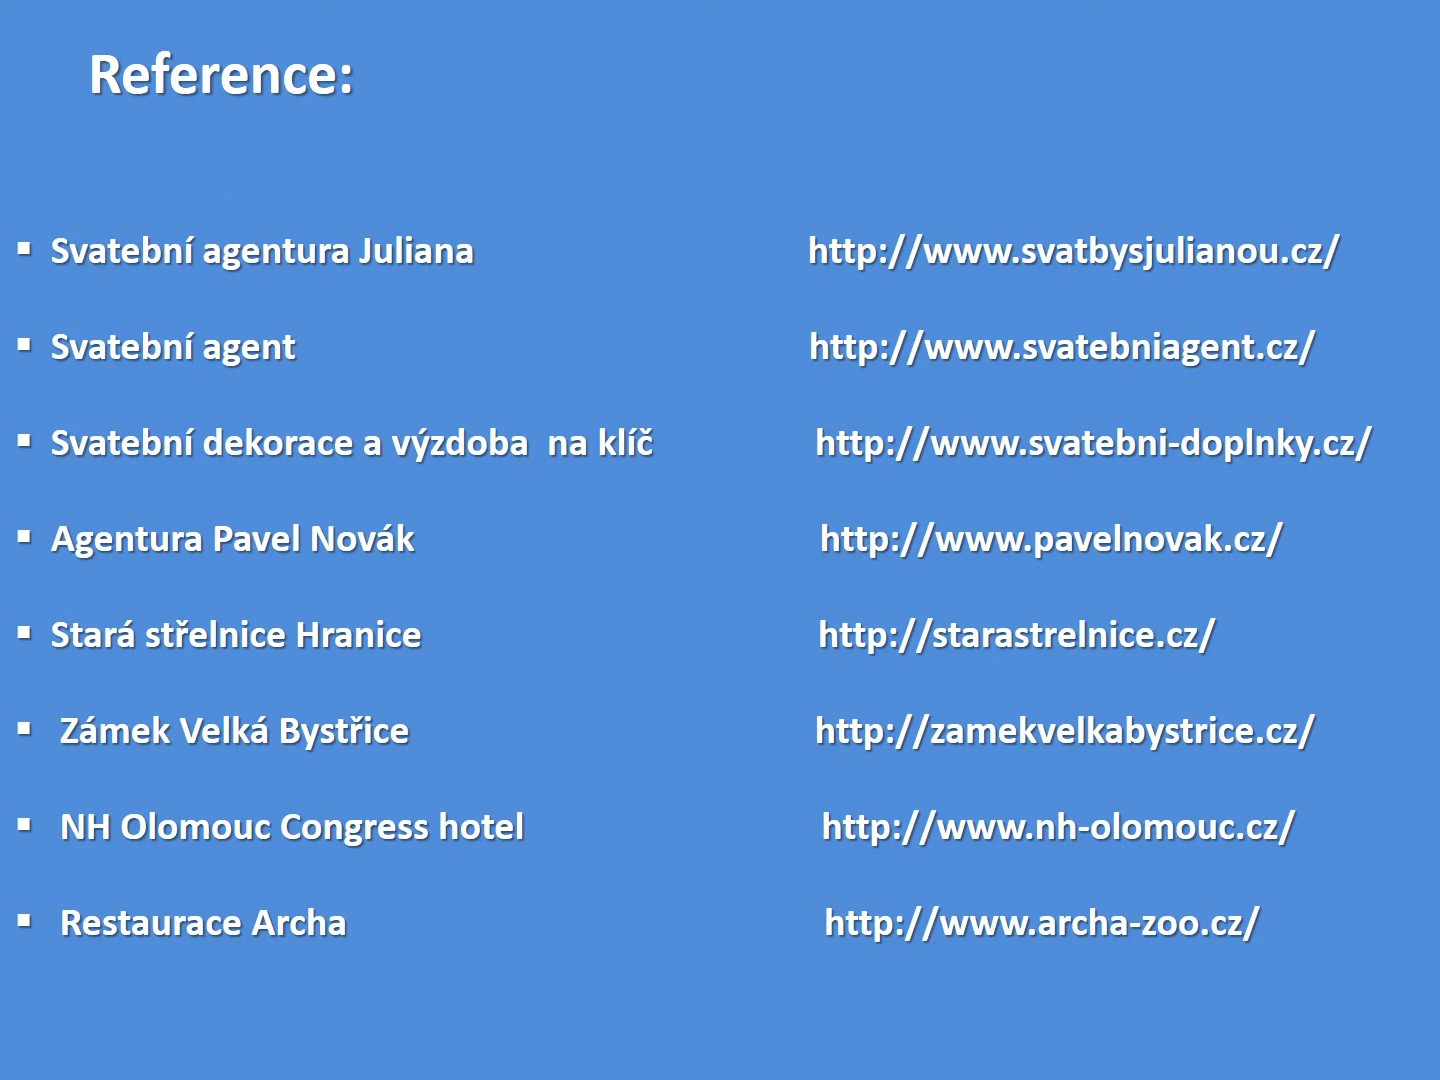 Reference:
▪ Svatební agentura Juliana http://www.svatbysjulianou.cz/
▪ Svatební agent http://www.svatebniagent.cz/
▪ Svatební dekorace a výzdoba na klíč http://www.svatebni-doplnky.cz/
▪ Agentura Pavel Novák http://www.pavelnovak.cz/
▪ Stará střelnice Hranice http://starastrelnice.cz/
▪ Zámek Velká Bystřice http://zamekvelkabystrice.cz/
▪ NH Olomouc Congress hotel http://www.nh-olomouc.cz/
▪ Restaurace Archa http://www.archa-zoo.cz/